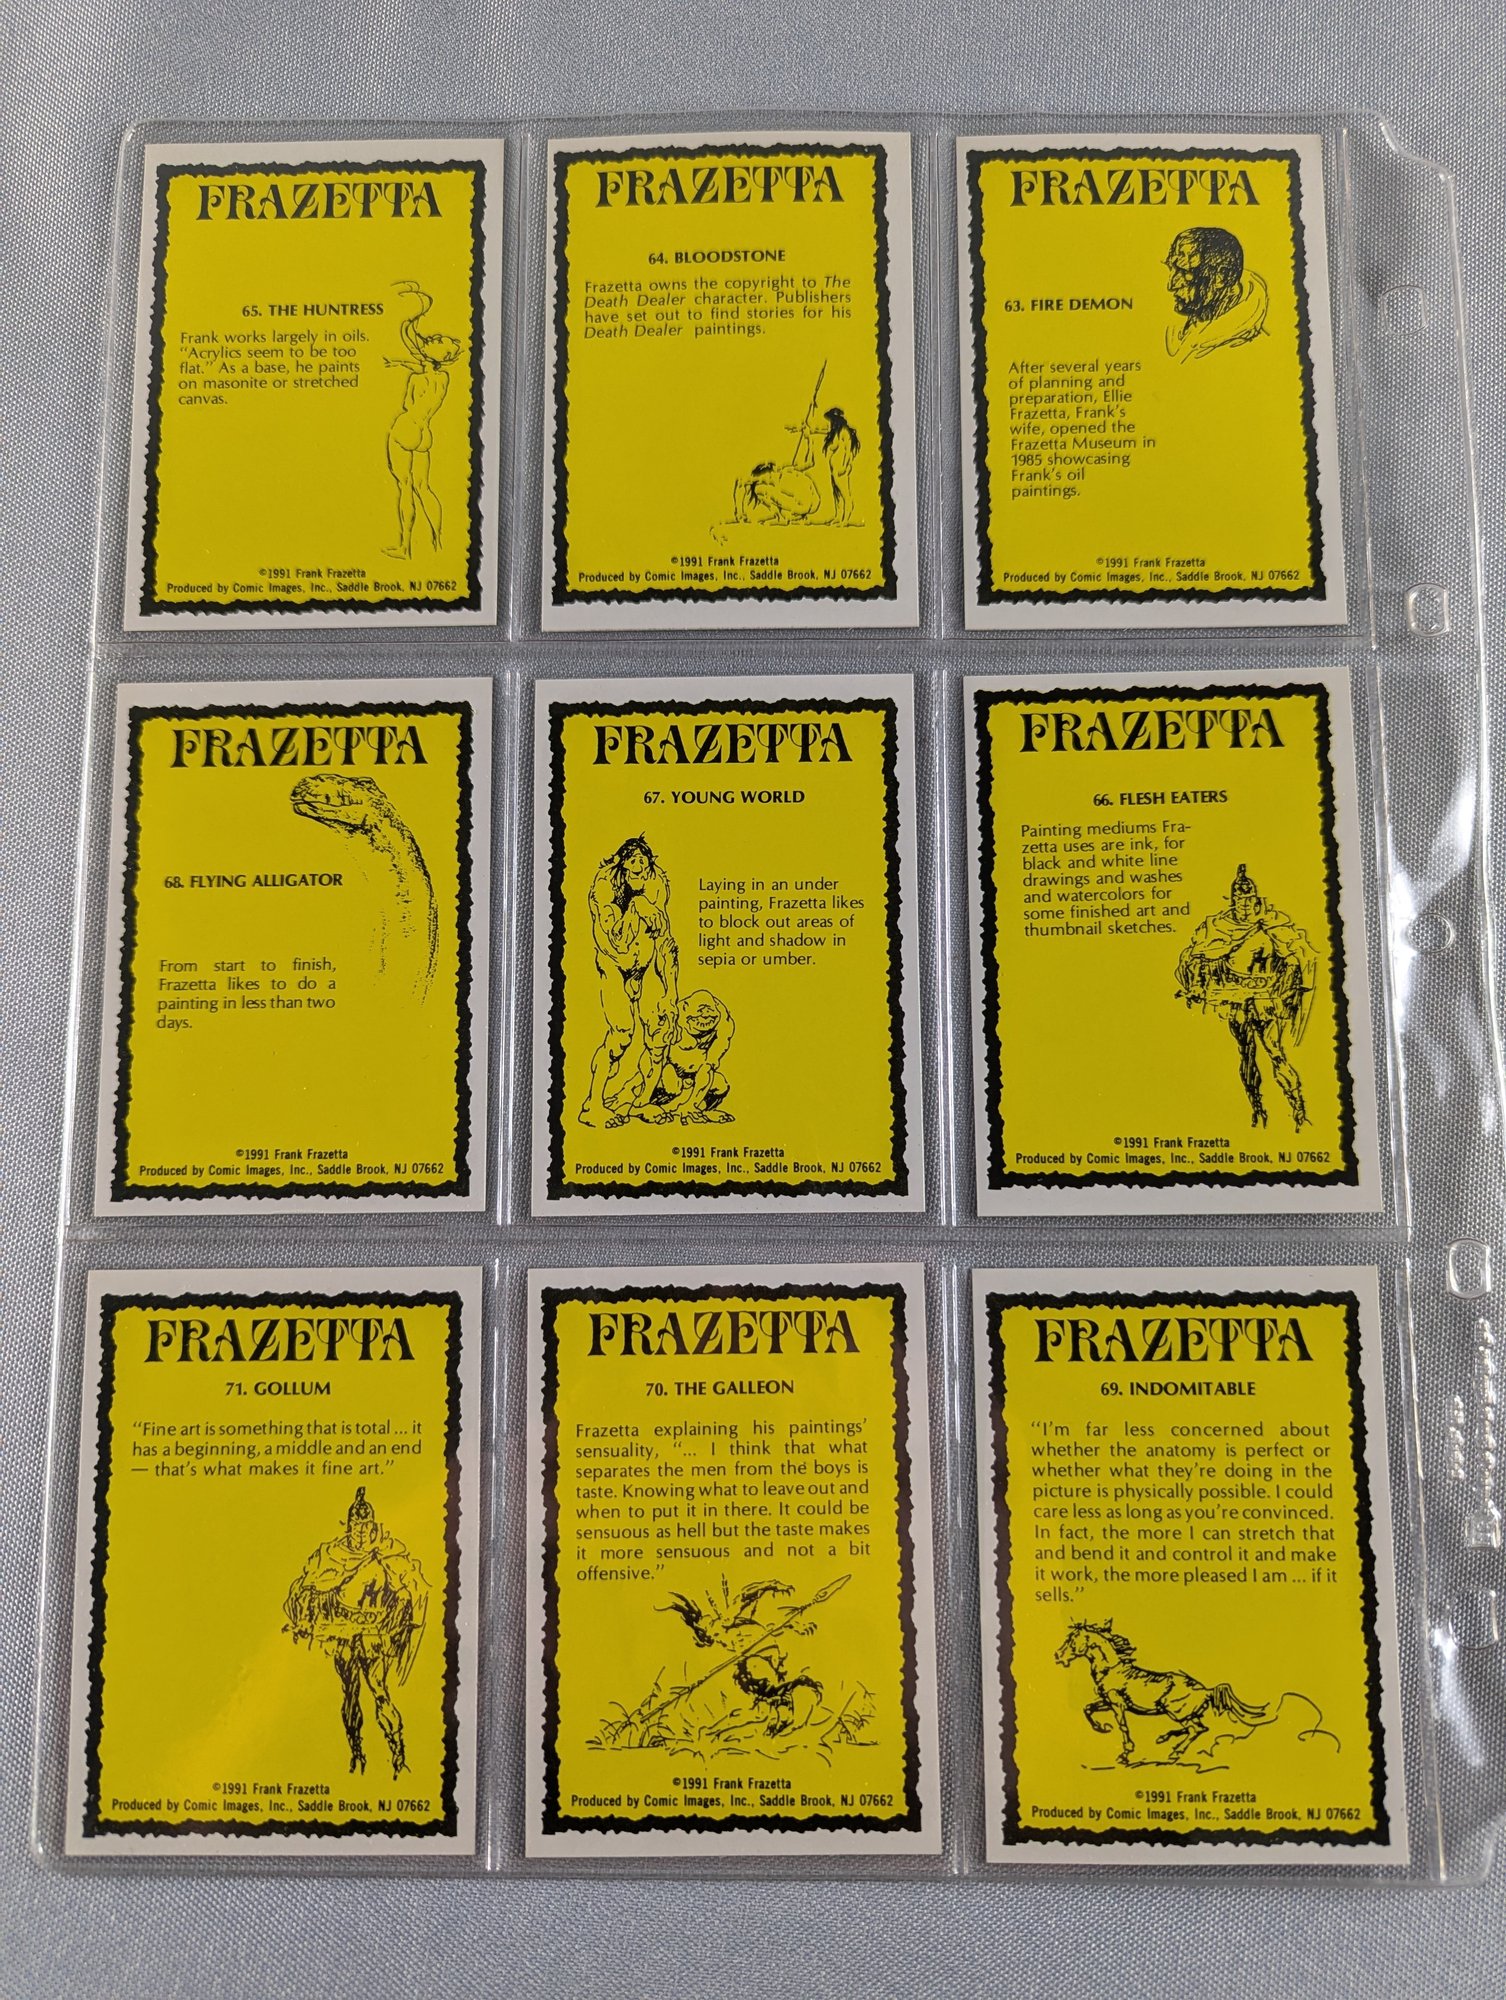 FRAZETTA
65. THE HUNTRESS
Frank works largely in oils.
“Acrylics seem to be too
flat.” As a base, he paints
on masonite or stretched
canvas.
©1991 Frank Frazetta
Produced by Comic Images, Inc., Saddle Brook, NJ 07662
FRAZETTA
64. BLOODSTONE
Frazetta owns the copyright to The
Death Dealer character. Publishers
have set out to find stories for his
Death Dealer paintings.
©1991 Frank Frazetta
Produced by Comic Images, Inc., Saddle Brook, NJ 07662
FRAZETTA
63. FIRE DEMON
After several years
of planning and
preparation, Ellie
Frazetta, Frank's
wife, opened the
Frazetta Museum in
1985 showcasing
Frank's oil
paintings.
©1991 Frank Frazetta
Produced by Comic Images, Inc., Saddle Brook, NJ 07662
FRAZETTA
68. FLYING ALLIGATOR
From start to finish,
Frazetta likes to do a
painting in less than two
days.
©1991 Frank Frazetta
Produced by Comic Images, Inc., Saddle Brook, NJ 07662
FRAZETTA
67. YOUNG WORLD
Laying in an under
painting, Frazetta likes
to block out areas of
light and shadow in
sepia or umber.
©1991 Frank Frazetta
Produced by Comic Images, Inc., Saddle Brook, NJ 07662
FRAZETTA
66. FLESH EATERS
Painting mediums Fra-
zetta uses are ink, for
black and white line
drawings and washes
and watercolors for
some finished art and
thumbnail sketches.
©1991 Frank Frazetta
Produced by Comic Images, Inc., Saddle Brook, NJ 07662
FRAZETTA
71. GOLLUM
“Fine art is something that is total ... it
has a beginning, a middle and an end
— that's what makes it fine art.”
©1991 Frank Frazetta
Produced by Comic Images, Inc., Saddle Brook, NJ 07662
FRAZETTA
70. THE GALLEON
Frazetta explaining his paintings'
sensuality, “... I think that what
separates the men from the boys is
taste. Knowing what to leave out and
when to put it in there. It could be
sensuous as hell but the taste makes
it more sensuous and not a bit
offensive.”
©1991 Frank Frazetta
Produced by Comic Images, Inc., Saddle Brook, NJ 07662
FRAZETTA
69. INDOMITABLE
“I'm far less concerned about
whether the anatomy is perfect or
whether what they're doing in the
picture is physically possible. I could
care less as long as you're convinced.
In fact, the more I can stretch that
and bend it and control it and make
it work, the more pleased I am ... if it
sells.”
©1991 Frank Frazetta
Produced by Comic Images, Inc., Saddle Brook, NJ 07662